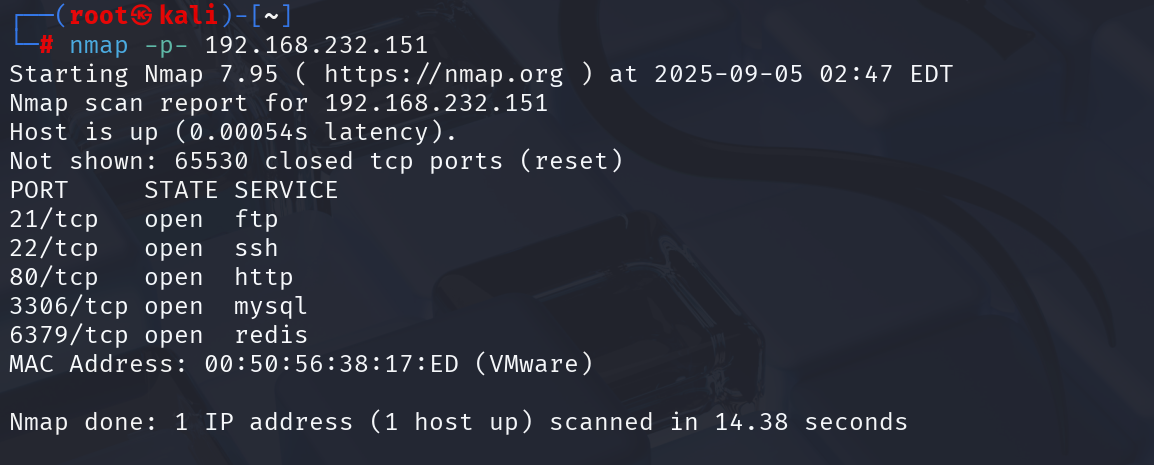 ┌──(root㉿kali)-[~]
└─# nmap -p- 192.168.232.151
Starting Nmap 7.95 ( https://nmap.org ) at 2025-09-05 02:47 EDT
Nmap scan report for 192.168.232.151
Host is up (0.00054s latency).
Not shown: 65530 closed tcp ports (reset)
PORT     STATE SERVICE
21/tcp   open  ftp
22/tcp   open  ssh
80/tcp   open  http
3306/tcp open  mysql
6379/tcp open  redis
MAC Address: 00:50:56:38:17:ED (VMware)
Nmap done: 1 IP address (1 host up) scanned in 14.38 seconds